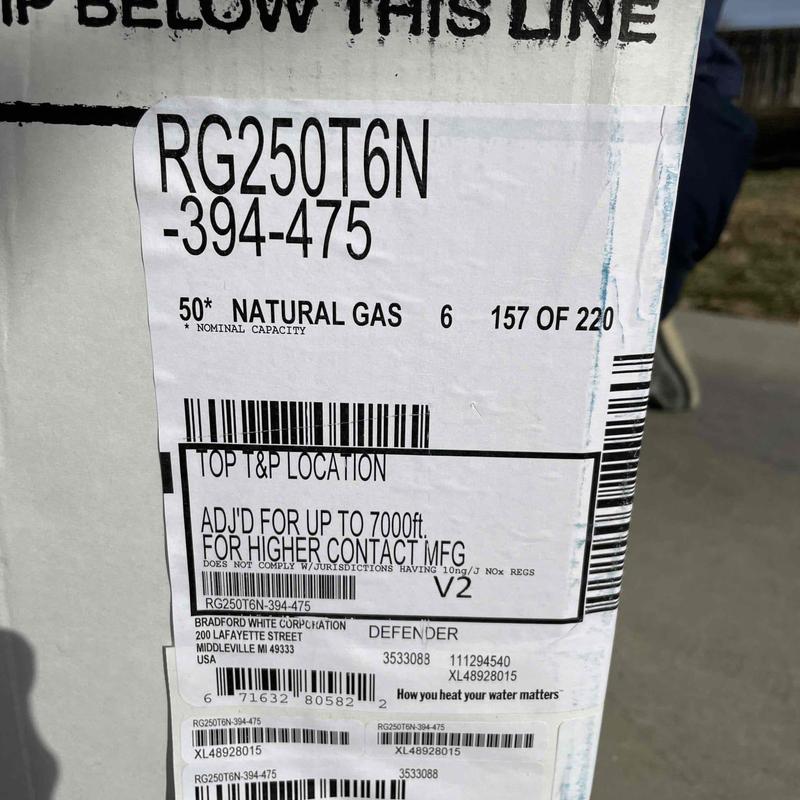 BELOW THIS LINE
RG250T6N
-394-475
50* NATURAL GAS 6 157 OF 220
* NOMINAL CAPACITY
TOP T&P LOCATION
ADJ'D FOR UP TO 7000ft.
FOR HIGHER CONTACT MFG
DOES NOT COMPLY W/JURISDICTIONS HAVING 10ng/J NOx REGS
V2
RG250T6N-394-475
BRADFORD WHITE CORPORATION
200 LAFAYETTE STREET
MIDDLEVILLE MI 49333
USA
DEFENDER
3533088 111294540
XL48928015
6 71632 80582 2
How you heat your water matters™
RG250T6N-394-475
XL48928015
RG250T6N-394-475
XL48928015
RG250T6N-394-475 3533088